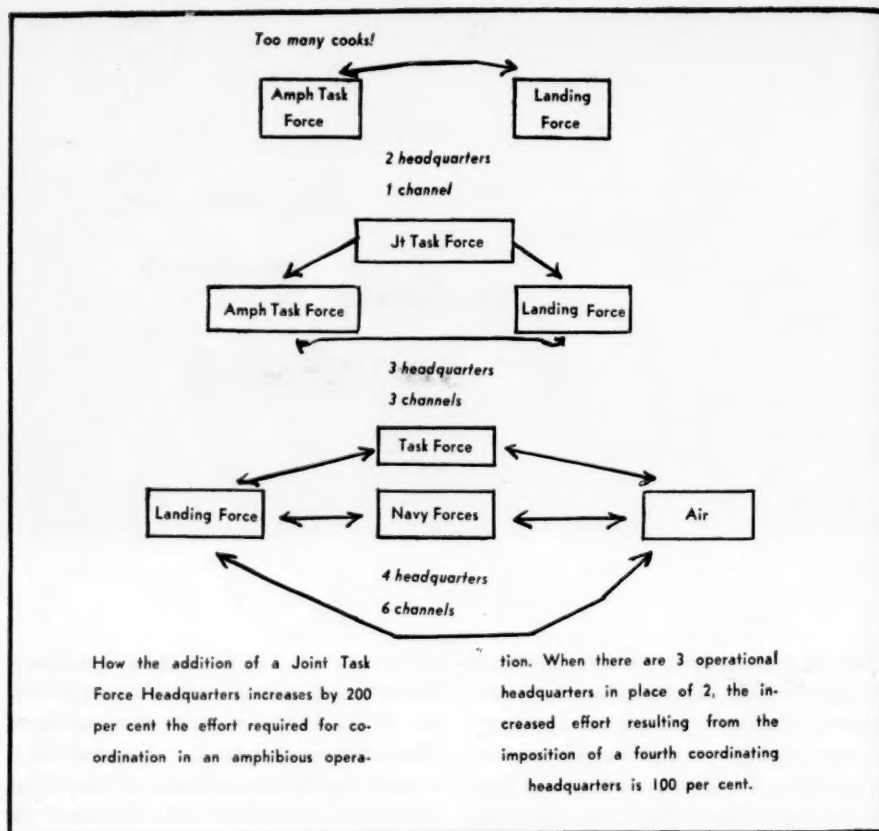 Too many cooks!
Amph Task
Force
Landing
Force
2 headquarters
1 channel
Jt Task Force
Amph Task Force
Landing Force
3 headquarters
3 channels
Task Force
Landing Force
Navy Forces
Air
4 headquarters
6 channels
How the addition of a Joint Task
Force Headquarters increases by 200
per cent the effort required for co-
ordination in an amphibious opera-
tion. When there are 3 operational
headquarters in place of 2, the in-
creased effort resulting from the
imposition of a fourth coordinating
headquarters is 100 per cent.